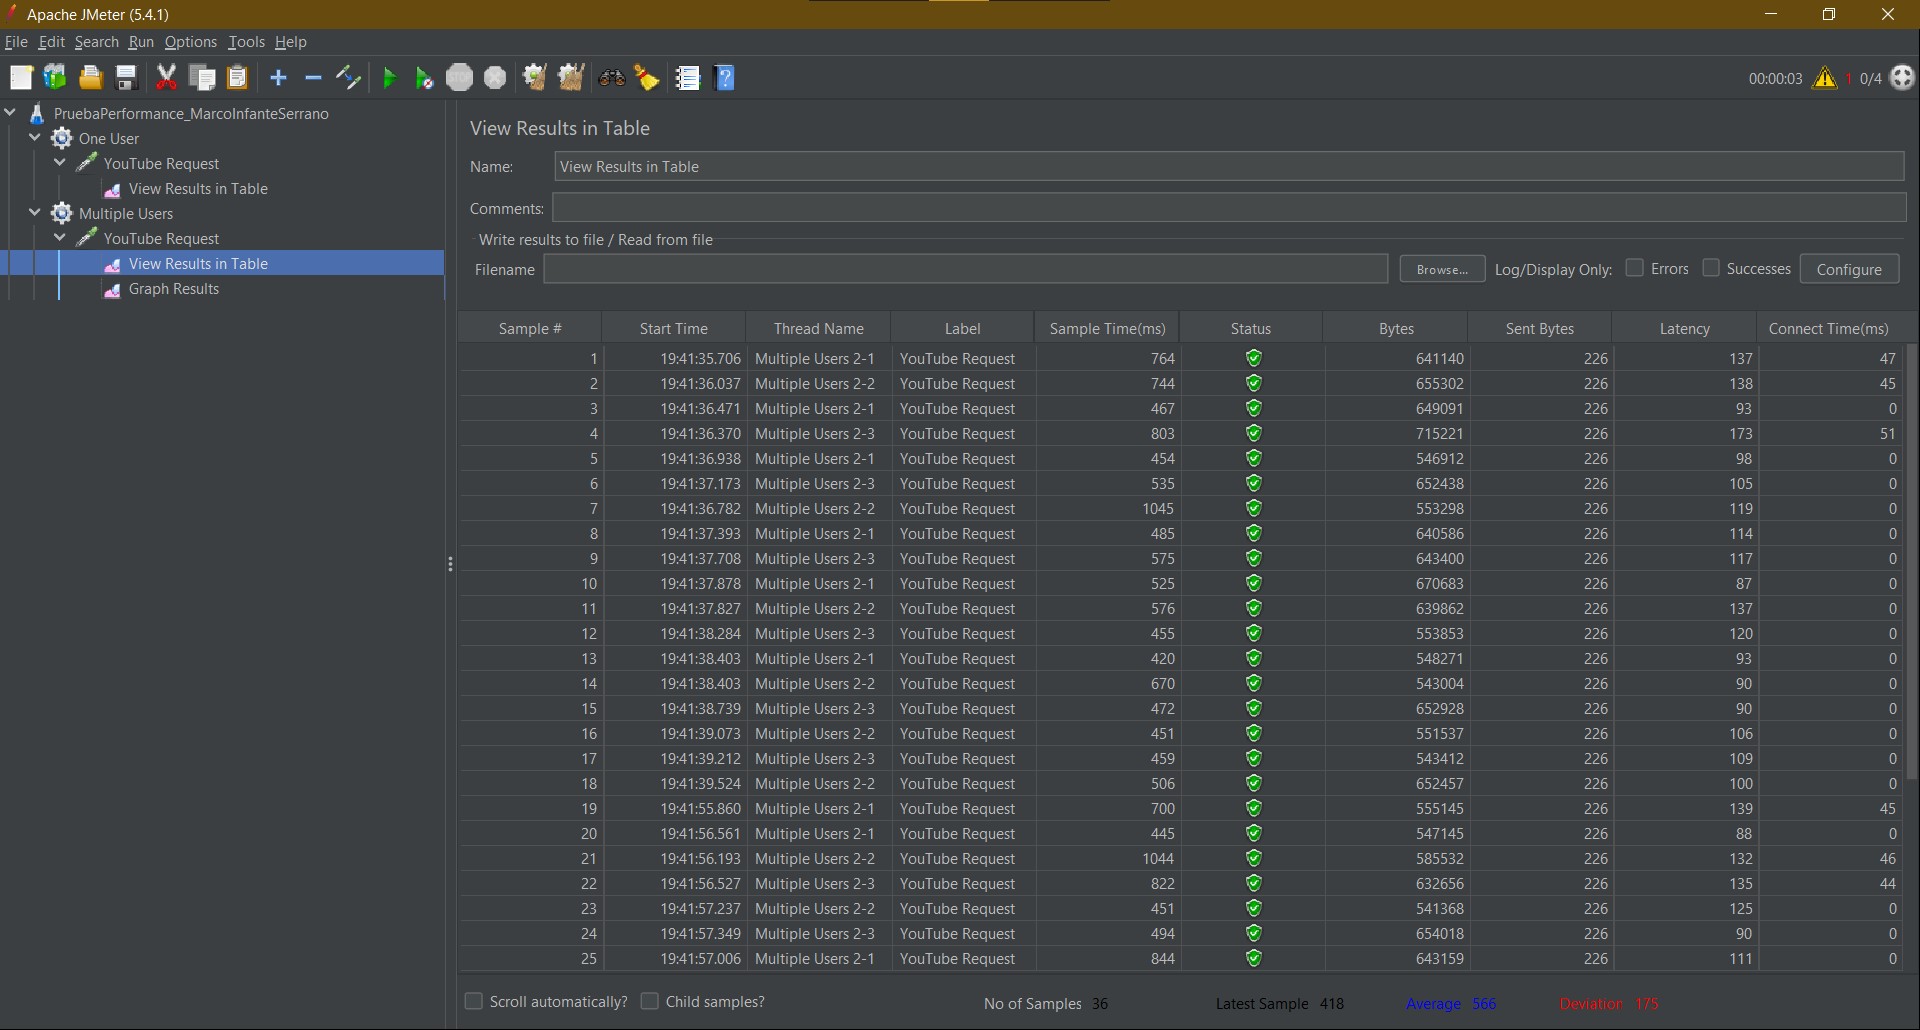 Apache JMeter (5.4.1)
File Edit Search Run Options Tools Help
STOP
00:00:03 1 0/4
PruebaPerformance_MarcoInfanteSerrano
One User
YouTube Request
View Results in Table
Multiple Users
YouTube Request
View Results in Table
Graph Results
View Results in Table
Name: View Results in Table
Comments:
Write results to file / Read from file
Filename Browse... Log/Display Only: Errors Successes Configure
Sample # Start Time Thread Name Label Sample Time(ms) Status Bytes Sent Bytes Latency Connect Time(ms)
1 19:41:35.706 Multiple Users 2-1 YouTube Request 764 641140 226 137 47
2 19:41:36.037 Multiple Users 2-2 YouTube Request 744 655302 226 138 45
3 19:41:36.471 Multiple Users 2-1 YouTube Request 467 649091 226 93 0
4 19:41:36.370 Multiple Users 2-3 YouTube Request 803 715221 226 173 51
5 19:41:36.938 Multiple Users 2-1 YouTube Request 454 546912 226 98 0
6 19:41:37.173 Multiple Users 2-3 YouTube Request 535 652438 226 105 0
7 19:41:36.782 Multiple Users 2-2 YouTube Request 1045 553298 226 119 0
8 19:41:37.393 Multiple Users 2-1 YouTube Request 485 640586 226 114 0
9 19:41:37.708 Multiple Users 2-3 YouTube Request 575 643400 226 117 0
10 19:41:37.878 Multiple Users 2-1 YouTube Request 525 670683 226 87 0
11 19:41:37.827 Multiple Users 2-2 YouTube Request 576 639862 226 137 0
12 19:41:38.284 Multiple Users 2-3 YouTube Request 455 553853 226 120 0
13 19:41:38.403 Multiple Users 2-1 YouTube Request 420 548271 226 93 0
14 19:41:38.403 Multiple Users 2-2 YouTube Request 670 543004 226 90 0
15 19:41:38.739 Multiple Users 2-3 YouTube Request 472 652928 226 90 0
16 19:41:39.073 Multiple Users 2-2 YouTube Request 451 551537 226 106 0
17 19:41:39.212 Multiple Users 2-3 YouTube Request 459 543412 226 109 0
18 19:41:39.524 Multiple Users 2-2 YouTube Request 506 652457 226 100 0
19 19:41:55.860 Multiple Users 2-1 YouTube Request 700 555145 226 139 45
20 19:41:56.561 Multiple Users 2-1 YouTube Request 445 547145 226 88 0
21 19:41:56.193 Multiple Users 2-2 YouTube Request 1044 585532 226 132 46
22 19:41:56.527 Multiple Users 2-3 YouTube Request 822 632656 226 135 44
23 19:41:57.237 Multiple Users 2-2 YouTube Request 451 541368 226 125 0
24 19:41:57.349 Multiple Users 2-3 YouTube Request 494 654018 226 90 0
25 19:41:57.006 Multiple Users 2-1 YouTube Request 844 643159 226 111 0
Scroll automatically? Child samples? No of Samples 36 Latest Sample 418 Average 566 Deviation 175